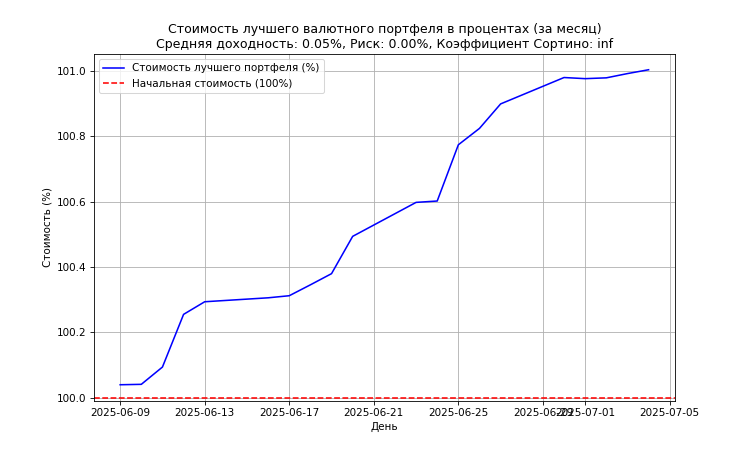 Стоимость лучшего валютного портфеля в процентах (за месяц)
Средняя доходность: 0.05%, Риск: 0.00%, Коэффициент Сортино: inf
Стоимость лучшего портфеля (%)
Начальная стоимость (100%)
Стоимость (%)
101.0
100.8
100.6
100.4
100.2
100.0
2025-06-09 2025-06-13 2025-06-17 2025-06-21 2025-06-25 2025-06-29 2025-07-01 2025-07-05
День